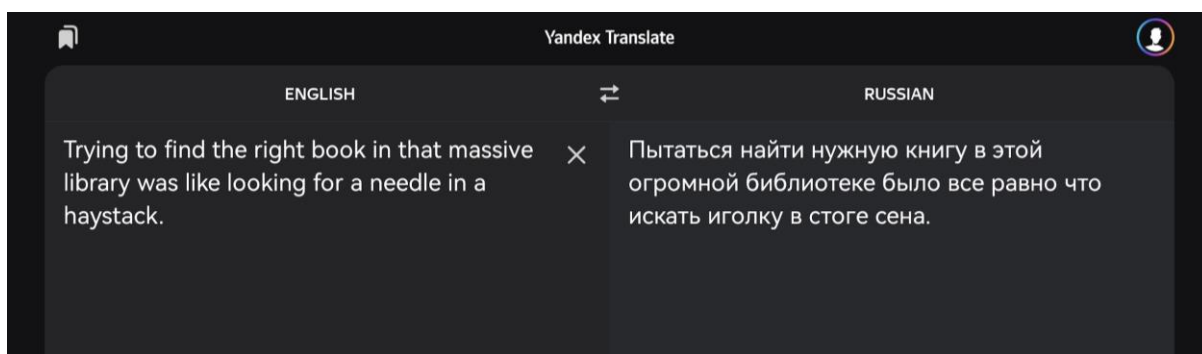 Yandex Translate
ENGLISH
RUSSIAN
Trying to find the right book in that massive
library was like looking for a needle in a
haystack.
Пытаться найти нужную книгу в этой
огромной библиотеке было все равно что
искать иголку в стоге сена.